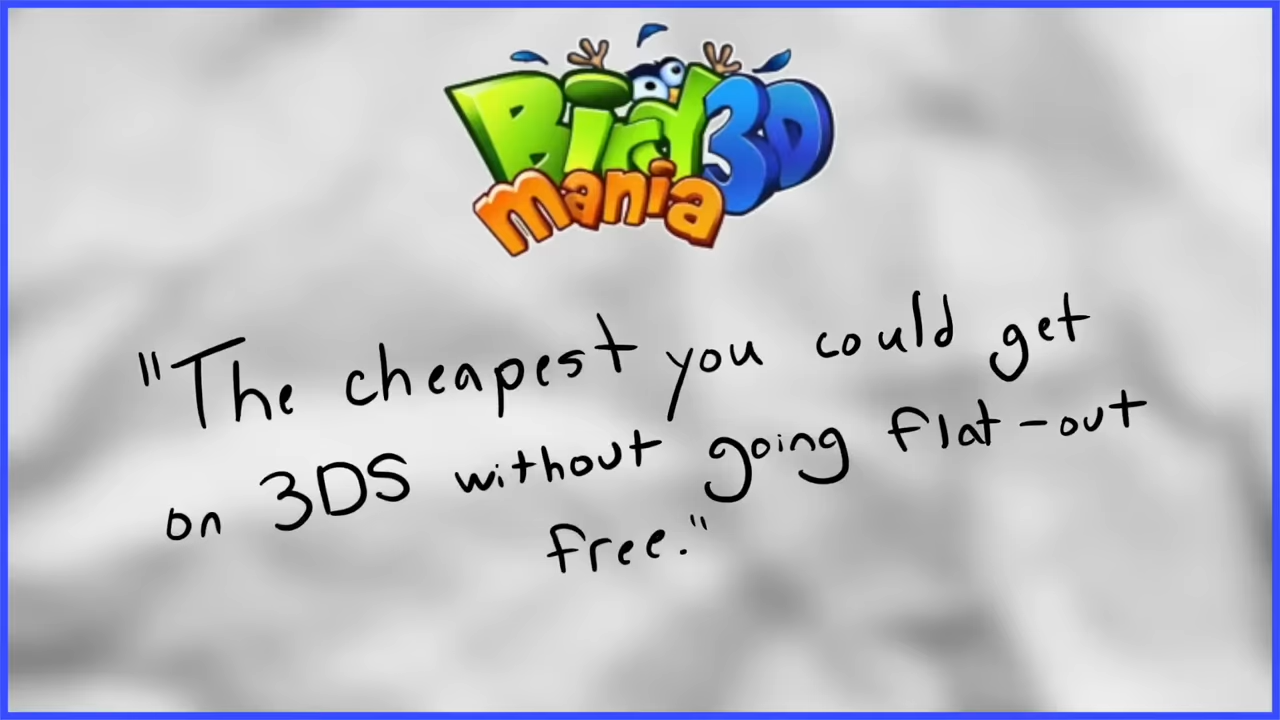 Bird 3D
mania
"The cheapest you could get
on 3DS without going flat-out
free."